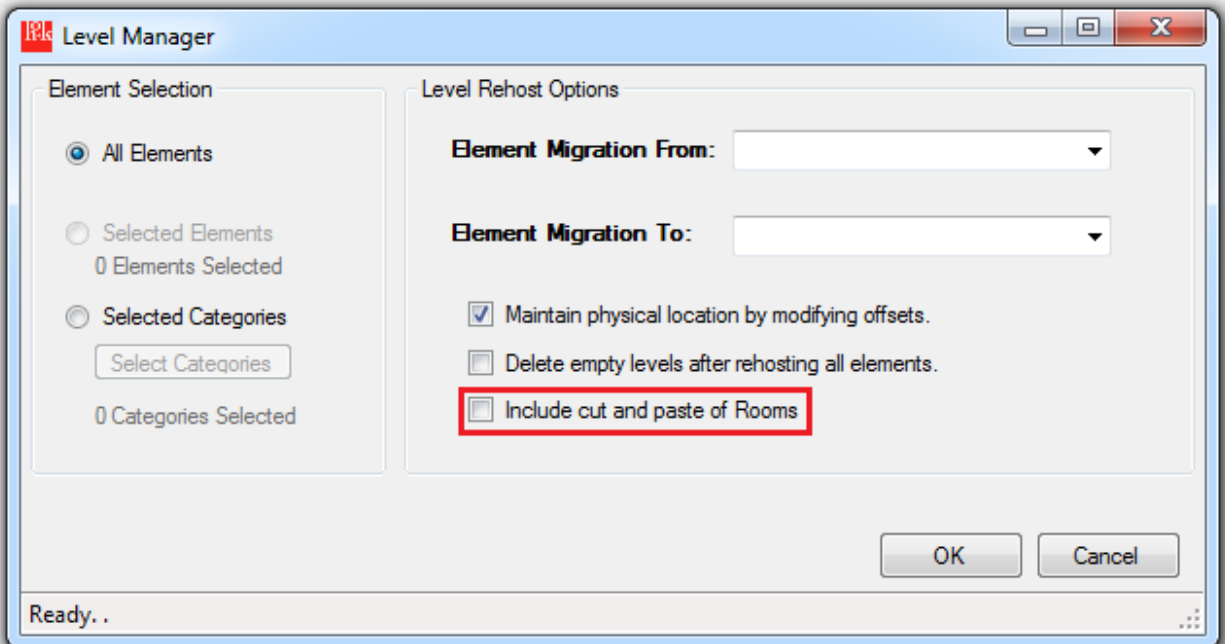 Level Manager
Element Selection
All Elements
Selected Elements
0 Elements Selected
Selected Categories
Select Categories
0 Categories Selected
Level Rehost Options
Element Migration From:
Element Migration To:
Maintain physical location by modifying offsets.
Delete empty levels after rehosting all elements.
Include cut and paste of Rooms
OK
Cancel
Ready. .